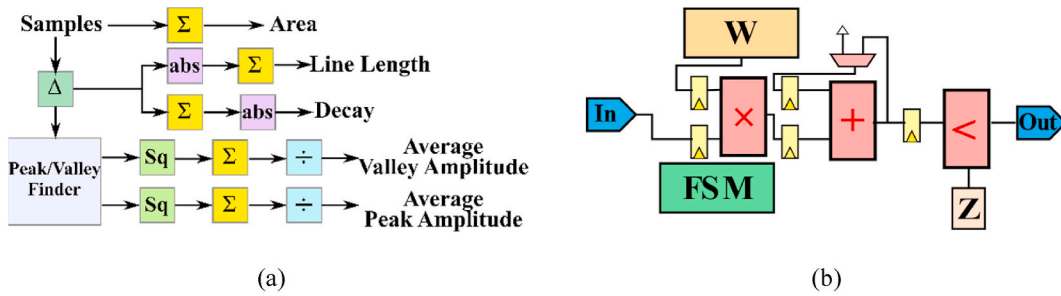 Samples
Σ
Area
abs
Σ
Line Length
Δ
Σ
abs
Decay
Peak/Valley
Finder
Sq
Σ
÷
Average
Valley Amplitude
Sq
Σ
÷
Average
Peak Amplitude
(a)
W
In
×
+
<
Out
FSM
Z
(b)